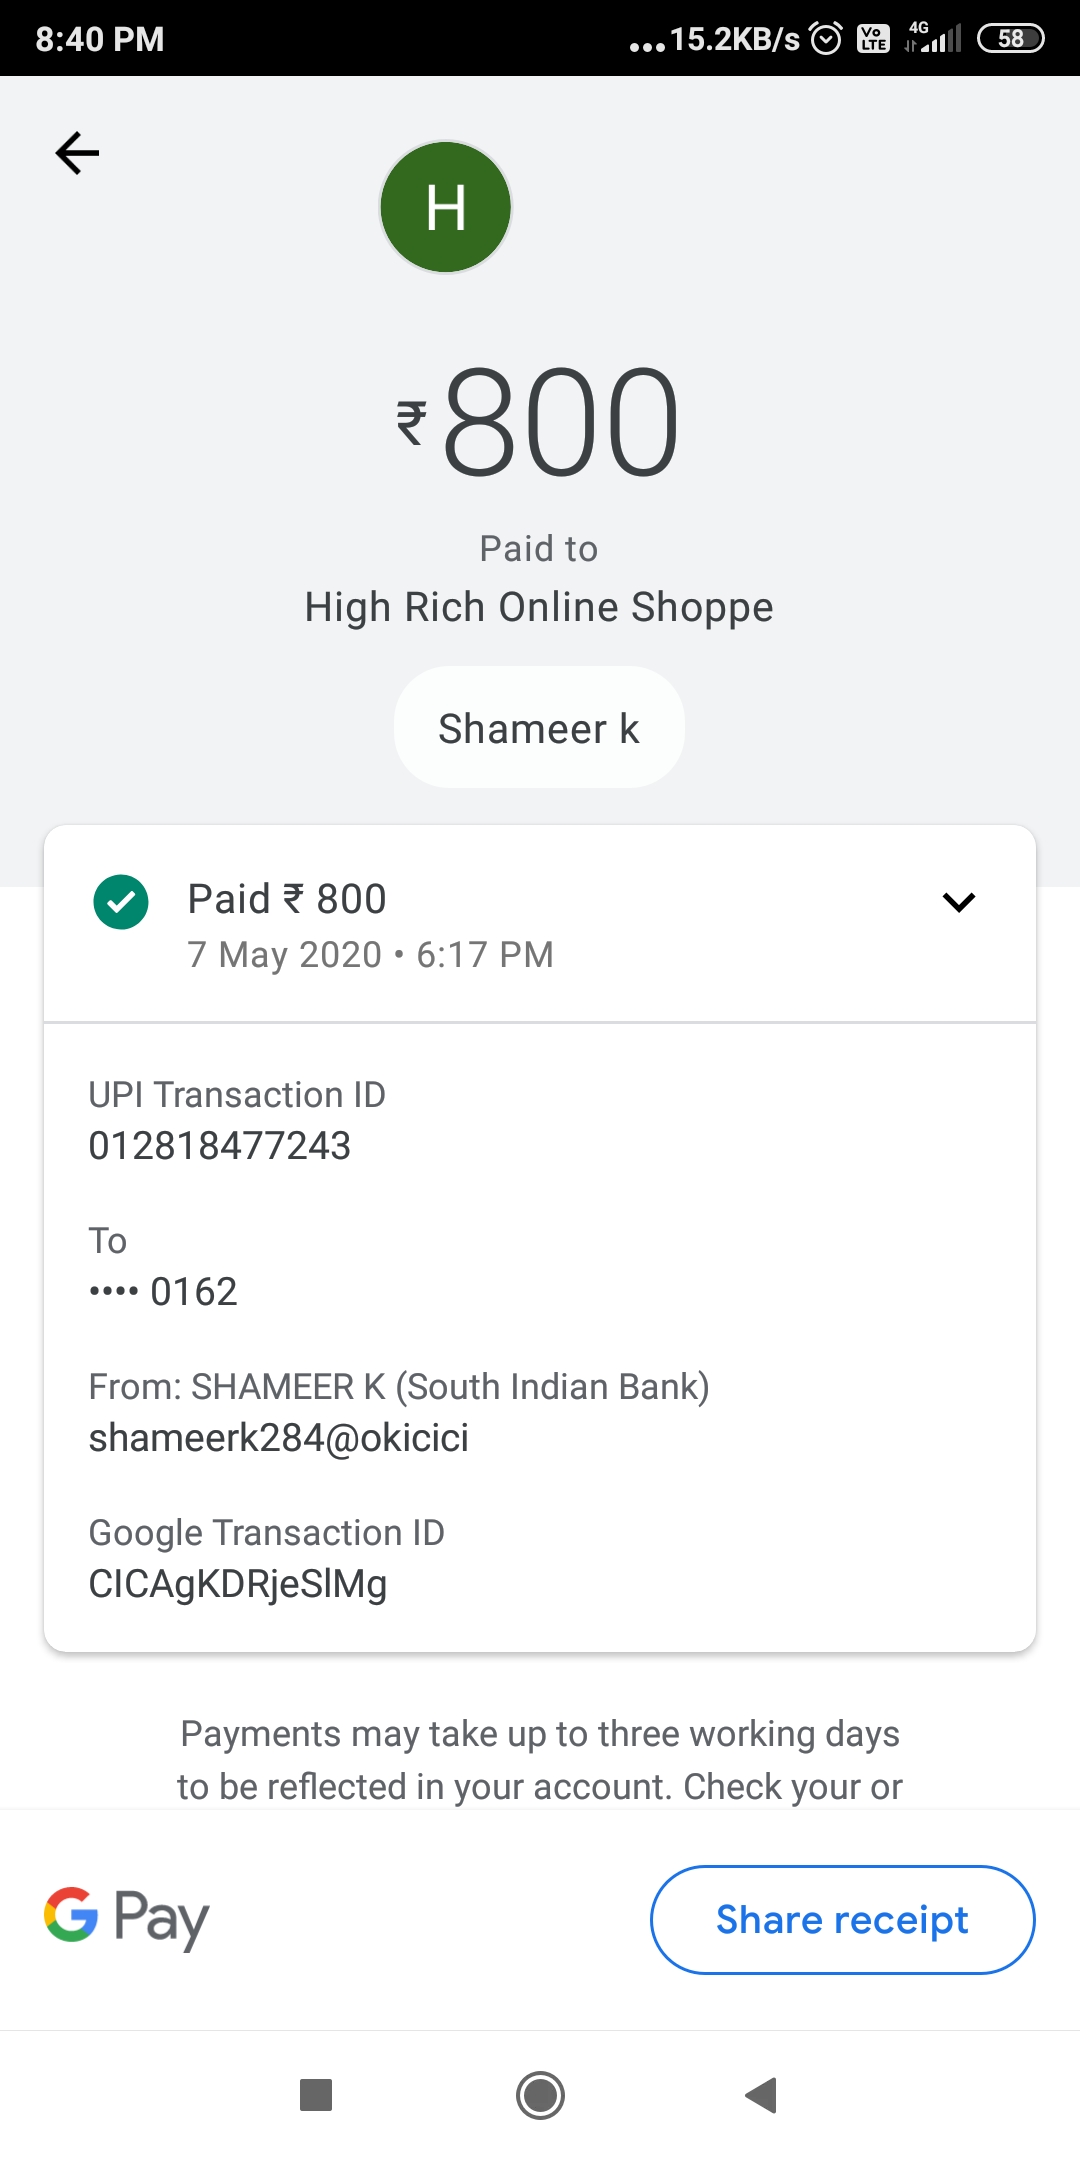 8:40 PM
...15.2KB/s
Vo
LTE
4G
58
H
₹800
Paid to
High Rich Online Shoppe
Shameer k
Paid ₹ 800
7 May 2020 • 6:17 PM
UPI Transaction ID
012818477243
To
•••• 0162
From: SHAMEER K (South Indian Bank)
shameerk284@okicici
Google Transaction ID
CICAgKDRjeSlMg
Payments may take up to three working days
to be reflected in your account. Check your or
G Pay
Share receipt